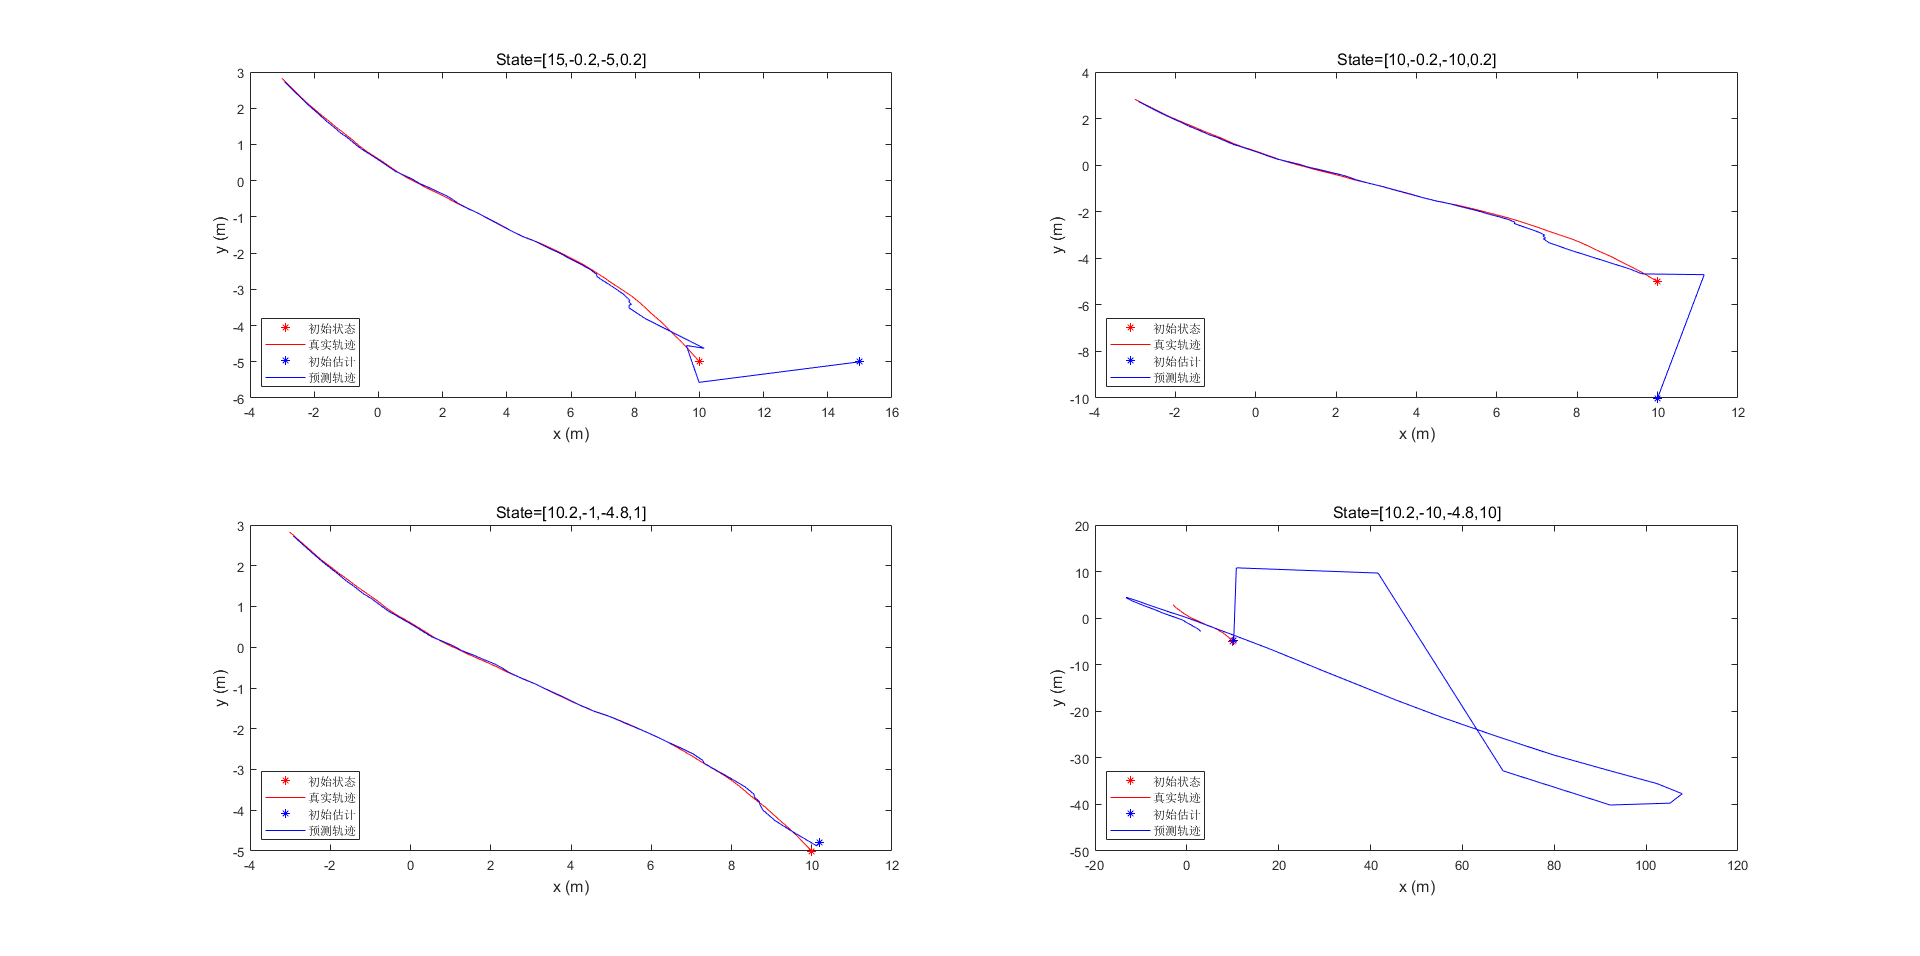 State=[15,-0.2,-5,0.2]
3
2
1
0
-1
-2
-3
-4
-5
-6
y (m)
初始状态
真实轨迹
初始估计
预测轨迹
-4 -2 0 2 4 6 8 10 12 14 16
x (m)
State=[10,-0.2,-10,0.2]
4
2
0
-2
-4
-6
-8
-10
y (m)
初始状态
真实轨迹
初始估计
预测轨迹
-4 -2 0 2 4 6 8 10 12
x (m)
State=[10.2,-1,-4.8,1]
3
2
1
0
-1
-2
-3
-4
-5
y (m)
初始状态
真实轨迹
初始估计
预测轨迹
-4 -2 0 2 4 6 8 10 12
x (m)
State=[10.2,-10,-4.8,10]
20
10
0
-10
-20
-30
-40
-50
y (m)
初始状态
真实轨迹
初始估计
预测轨迹
-20 0 20 40 60 80 100 120
x (m)